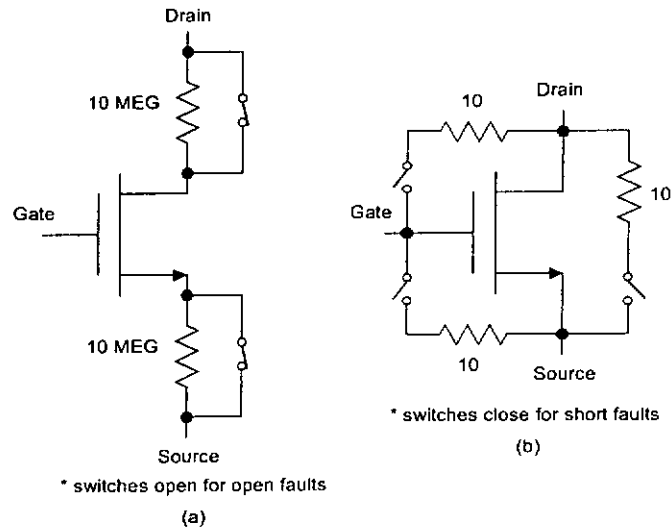 Drain
10 MEG
Gate
10 MEG
Source
* switches open for open faults
(a)
Drain
10
10
Gate
10
Source
* switches close for short faults
(b)